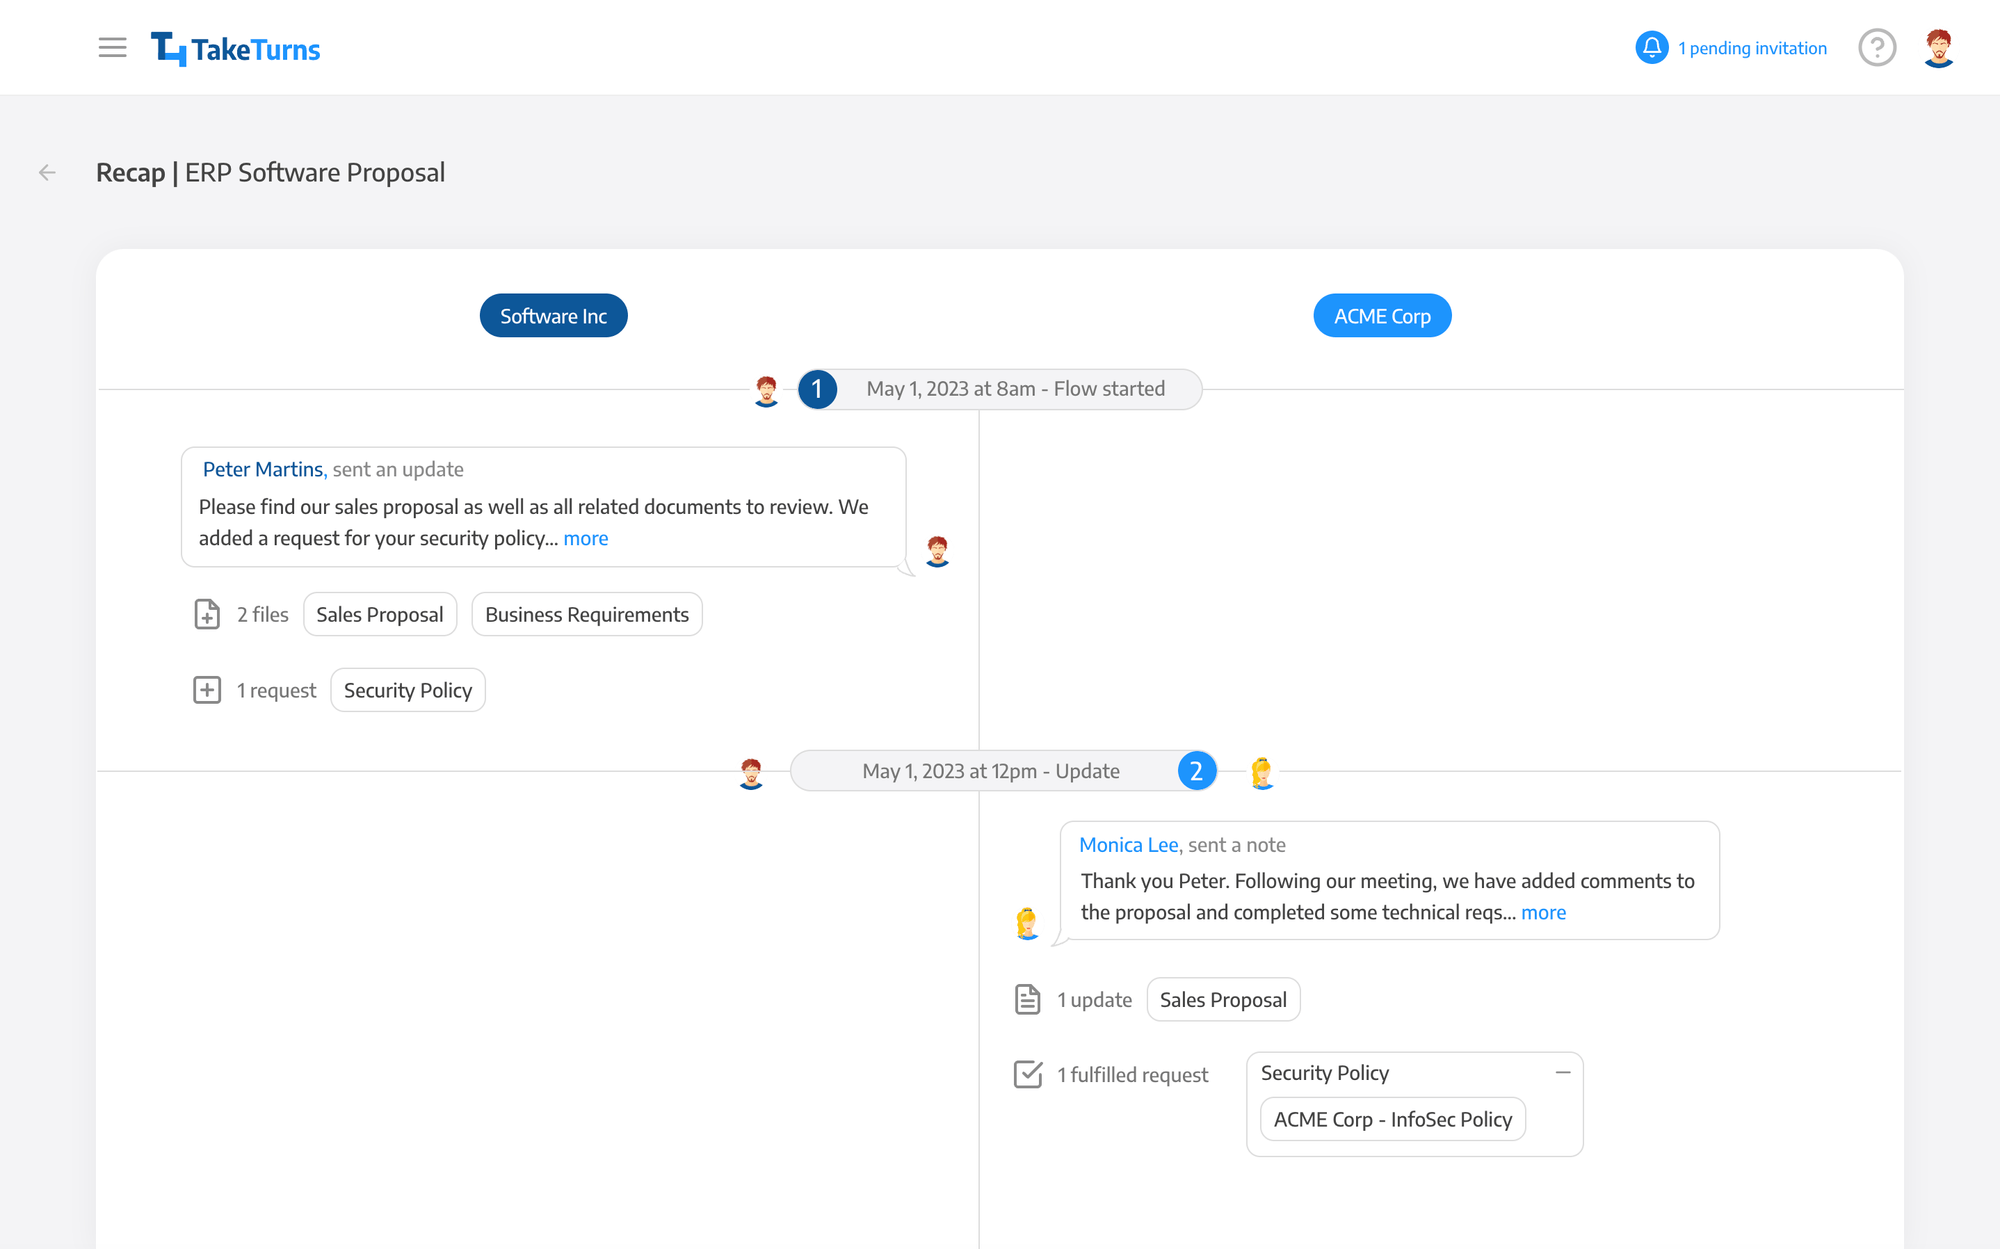 TakeTurns
1 pending invitation
?
Recap | ERP Software Proposal
Software Inc
ACME Corp
1
May 1, 2023 at 8am - Flow started
Peter Martins, sent an update
Please find our sales proposal as well as all related documents to review. We
added a request for your security policy... more
2 files
Sales Proposal
Business Requirements
1 request
Security Policy
May 1, 2023 at 12pm - Update
2
Monica Lee, sent a note
Thank you Peter. Following our meeting, we have added comments to
the proposal and completed some technical reqs... more
1 update
Sales Proposal
1 fulfilled request
Security Policy
ACME Corp - InfoSec Policy